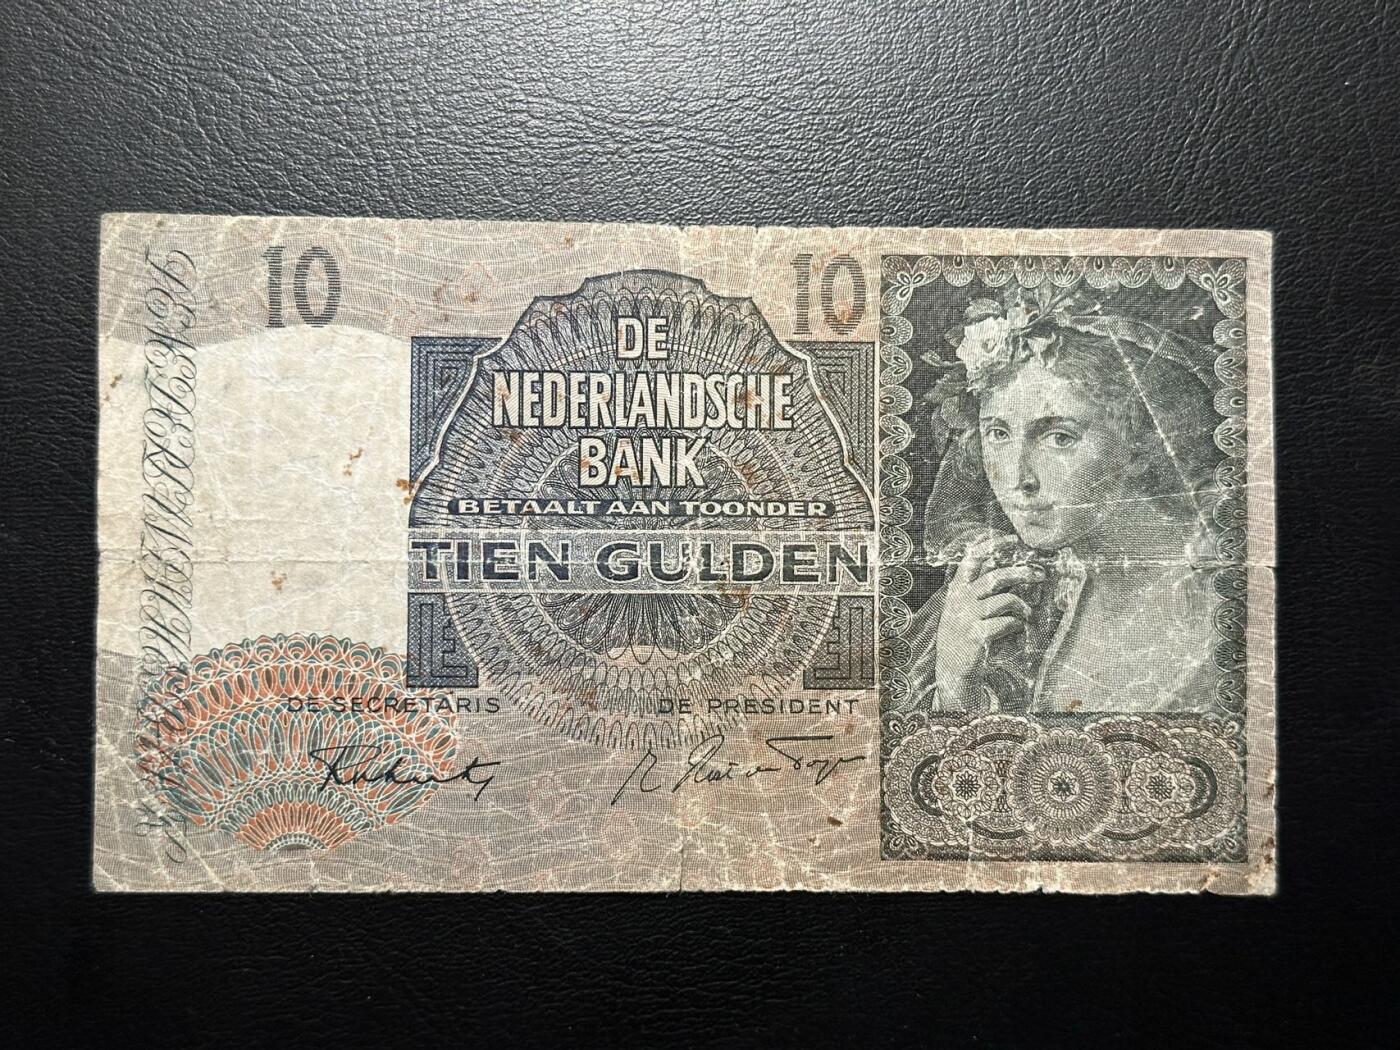 10
10
DE
NEDERLANDSCHE
BANK
BETAALT AAN TOONDER
TIEN GULDEN
DE SECRETARIS
DE PRESIDENT